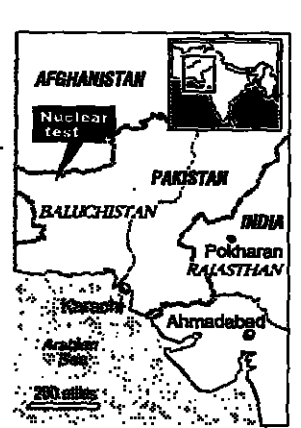 AFGHANISTAN
Nuclear
test
PAKISTAN
BALUCHISTAN
INDIA
Pokharan
RAJASTHAN
Karachi
Ahmadabad
Arabian
Sea
200 miles